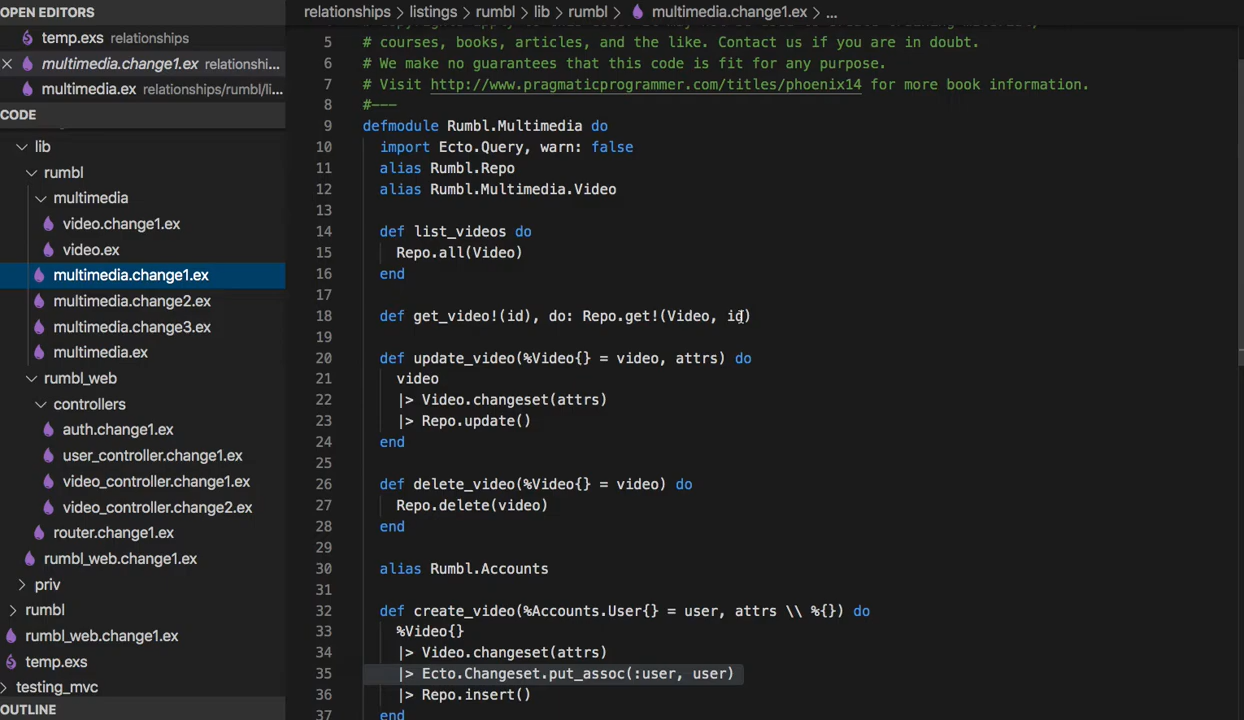 OPEN EDITORS
temp.exs relationships
multimedia.change1.ex relationshi...
multimedia.ex relationships/rumbl/li...
CODE
lib
rumbl
multimedia
video.change1.ex
video.ex
multimedia.change1.ex
multimedia.change2.ex
multimedia.change3.ex
multimedia.ex
rumbl_web
controllers
auth.change1.ex
user_controller.change1.ex
video_controller.change1.ex
video_controller.change2.ex
router.change1.ex
rumbl_web.change1.ex
priv
rumbl
rumbl_web.change1.ex
temp.exs
testing_mvc
OUTLINE
relationships > listings > rumbl > lib > rumbl > multimedia.change1.ex > ...
5 # courses, books, articles, and the like. Contact us if you are in doubt.
6 # We make no guarantees that this code is fit for any purpose.
7 # Visit http://www.pragmaticprogrammer.com/titles/phoenix14 for more book information.
8 #---
9 defmodule Rumbl.Multimedia do
10 import Ecto.Query, warn: false
11 alias Rumbl.Repo
12 alias Rumbl.Multimedia.Video
13
14 def list_videos do
15 Repo.all(Video)
16 end
17
18 def get_video!(id), do: Repo.get!(Video, id)
19
20 def update_video(%Video{} = video, attrs) do
21 video
22 |> Video.changeset(attrs)
23 |> Repo.update()
24 end
25
26 def delete_video(%Video{} = video) do
27 Repo.delete(video)
28 end
29
30 alias Rumbl.Accounts
31
32 def create_video(%Accounts.User{} = user, attrs \\ %{}) do
33 %Video{}
34 |> Video.changeset(attrs)
35 |> Ecto.Changeset.put_assoc(:user, user)
36 |> Repo.insert()
37 end